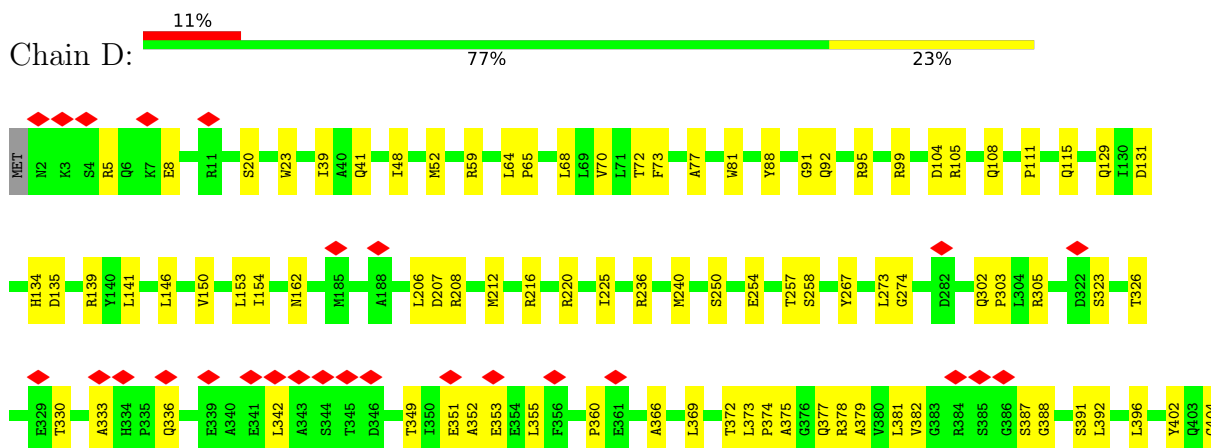 11%
Chain D:
77%
23%
MET N2 K3 S4 R5 Q6 K7 E8 R11 S20 W23 I39 A40 Q41 I48 M52 R59 L64 P65 L68 L69 V70 L71 T72 F73 A77 W81 Y88 G91 Q92 R95 R99 D104 R105 Q108 P111 Q115 Q129 I130 D131
H134 D135 R139 Y140 L141 L146 V150 L153 I154 N162 M185 A188 L206 D207 R208 M212 R216 R220 I225 R236 M240 S250 E254 T257 S258 Y267 L273 G274 D282 Q302 P303 L304 R305 D322 S323 T326
E329 T330 A333 H334 P335 Q336 E339 A340 E341 L342 A343 S344 T345 D346 T349 I350 E351 A352 E353 E354 L355 F356 P360 E361 A366 L369 T372 L373 P374 A375 G376 Q377 R378 A379 V380 L381 V382 G383 R384 S385 G386 S387 G388 S391 L392 L396 Y402 Q403